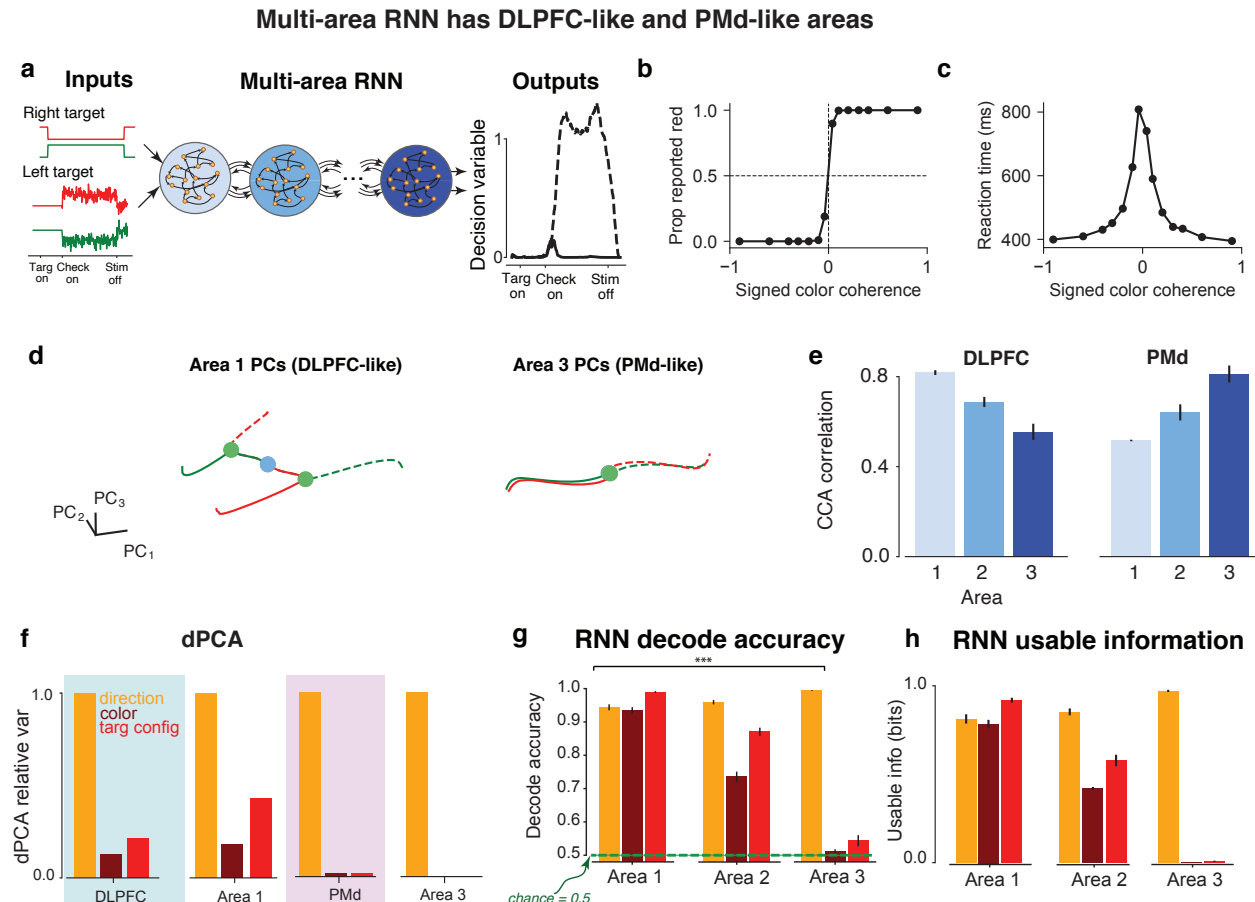 Multi-area RNN has DLPFC-like and PMd-like areas
a
Inputs
Multi-area RNN
Outputs
Right target
Left target
Targ on
Check on
Stim off
...
Decision variable
1
0
Targ on
Check on
Stim off
b
Prop reported red
1.0
0.5
0.0
−1
0
1
Signed color coherence
c
Reaction time (ms)
800
600
400
−1
0
1
Signed color coherence
d
Area 1 PCs (DLPFC-like)
Area 3 PCs (PMd-like)
PC3
PC2
PC1
e
DLPFC
PMd
CCA correlation
0.8
0.4
0.0
1 2 3
1 2 3
Area
f
dPCA
dPCA relative var
1.0
0.0
direction
color
targ config
DLPFC
Area 1
PMd
Area 3
g
RNN decode accuracy
***
Decode accuracy
1.0
0.9
0.8
0.7
0.6
0.5
Area 1
Area 2
Area 3
chance = 0.5
h
RNN usable information
Usable info (bits)
1.0
0.0
Area 1
Area 2
Area 3